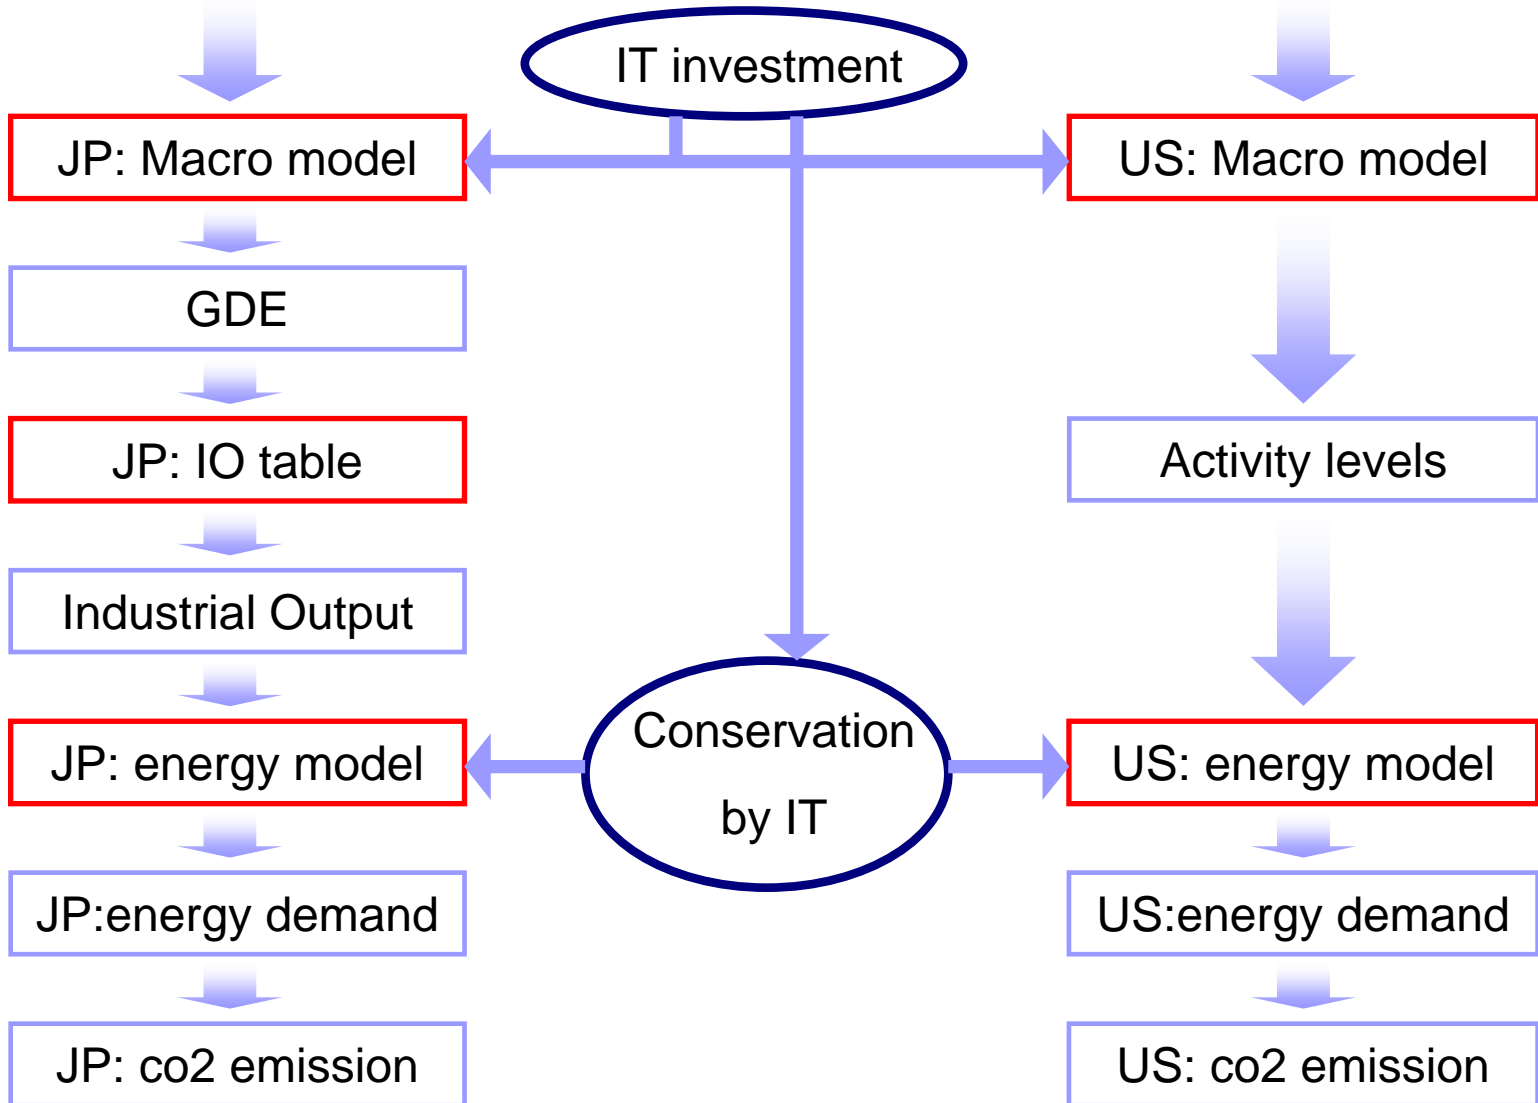 IT investment
JP: Macro model
US: Macro model
GDE
JP: IO table
Activity levels
Industrial Output
Conservation
by IT
JP: energy model
US: energy model
JP:energy demand
US:energy demand
JP: co2 emission
US: co2 emission